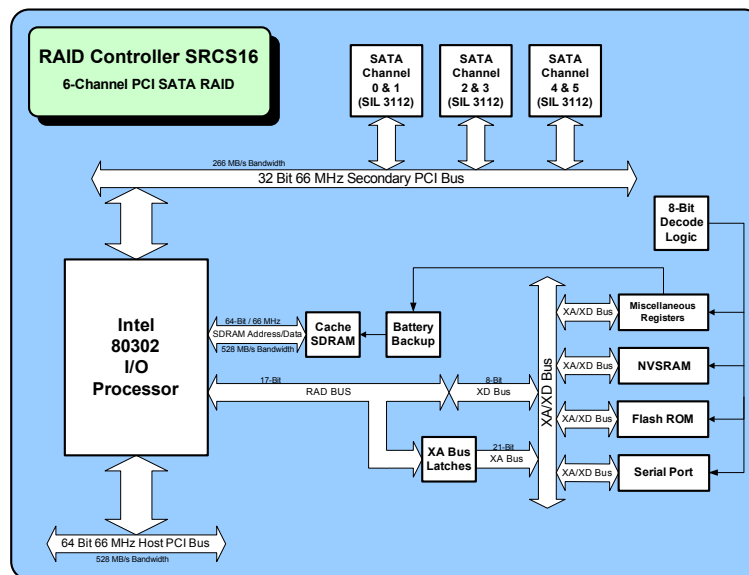 RAID Controller SRCS16
6-Channel PCI SATA RAID
SATA
Channel
0 & 1
(SIL 3112)
SATA
Channel
2 & 3
(SIL 3112)
SATA
Channel
4 & 5
(SIL 3112)
266 MB/s Bandwidth
32 Bit 66 MHz Secondary PCI Bus
8-Bit
Decode
Logic
Intel
80302
I/O
Processor
64-Bit / 66 MHz
SDRAM Address/Data
528 MB/s Bandwidth
Cache
SDRAM
Battery
Backup
XA/XD Bus
XA/XD Bus
Miscellaneous
Registers
XA/XD Bus
NVSRAM
17-Bit
RAD BUS
8-Bit
XD Bus
XA/XD Bus
Flash ROM
XA Bus
Latches
21-Bit
XA Bus
XA/XD Bus
Serial Port
64 Bit 66 MHz Host PCI Bus
528 MB/s Bandwidth